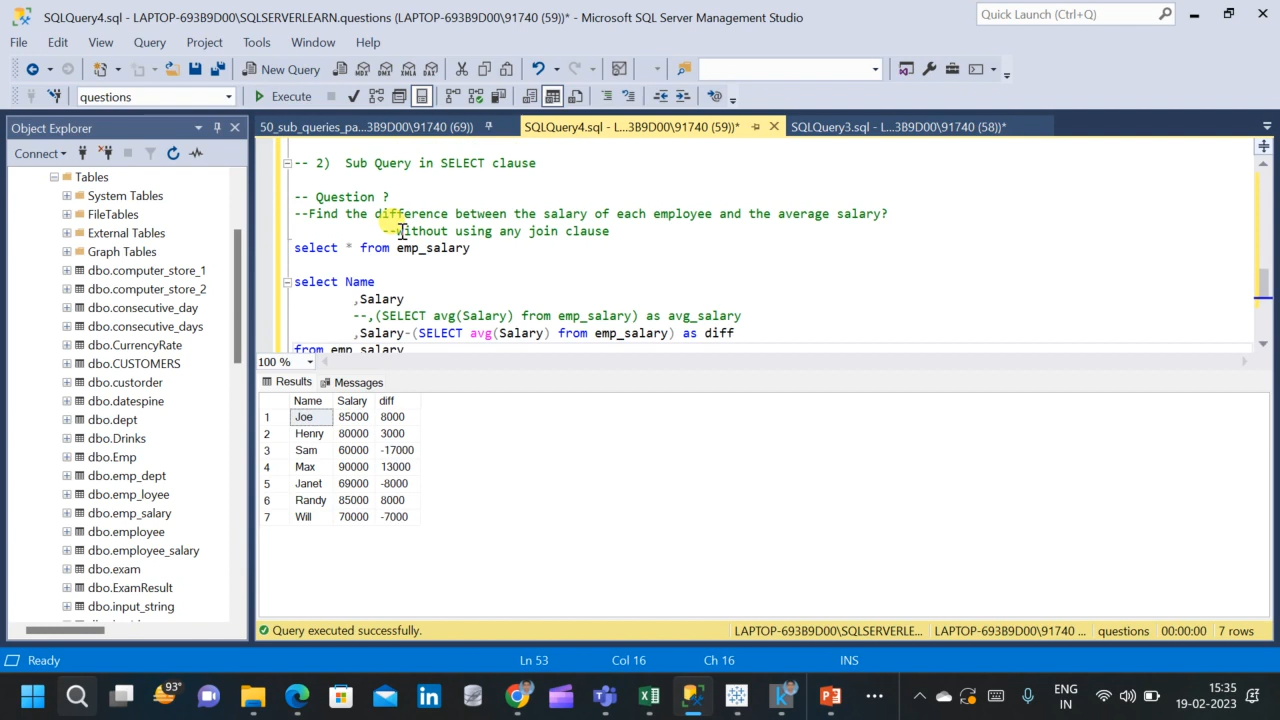 SQLQuery4.sql - LAPTOP-693B9D00\SQLSERVERLEARN.questions (LAPTOP-693B9D00\91740 (59))* - Microsoft SQL Server Management Studio
Quick Launch (Ctrl+Q)
File Edit View Query Project Tools Window Help
New Query
MDX DMX XMLA DAX
questions
Execute
Object Explorer
50_sub_queries_pa...3B9D00\91740 (69))
SQLQuery4.sql - L...3B9D00\91740 (59))*
SQLQuery3.sql - L...3B9D00\91740 (58))*
Connect
Tables
System Tables
FileTables
External Tables
Graph Tables
dbo.computer_store_1
dbo.computer_store_2
dbo.consecutive_day
dbo.consecutive_days
dbo.CurrencyRate
dbo.CUSTOMERS
dbo.custorder
dbo.datespine
dbo.dept
dbo.Drinks
dbo.Emp
dbo.emp_dept
dbo.emp_loyee
dbo.emp_salary
dbo.employee
dbo.employee_salary
dbo.exam
dbo.ExamResult
dbo.input_string
-- 2) Sub Query in SELECT clause
-- Question ?
--Find the difference between the salary of each employee and the average salary?
--without using any join clause
select * from emp_salary
select Name
,Salary
--,(SELECT avg(Salary) from emp_salary) as avg_salary
,Salary-(SELECT avg(Salary) from emp_salary) as diff
from emp_salary
100 %
Results Messages
Name Salary diff
1 Joe 85000 8000
2 Henry 80000 3000
3 Sam 60000 -17000
4 Max 90000 13000
5 Janet 69000 -8000
6 Randy 85000 8000
7 Will 70000 -7000
Query executed successfully.
LAPTOP-693B9D00\SQLSERVERLE... LAPTOP-693B9D00\91740 ... questions 00:00:00 7 rows
Ready
Ln 53
Col 16
Ch 16
INS
93°
ENG
IN
15:35
19-02-2023